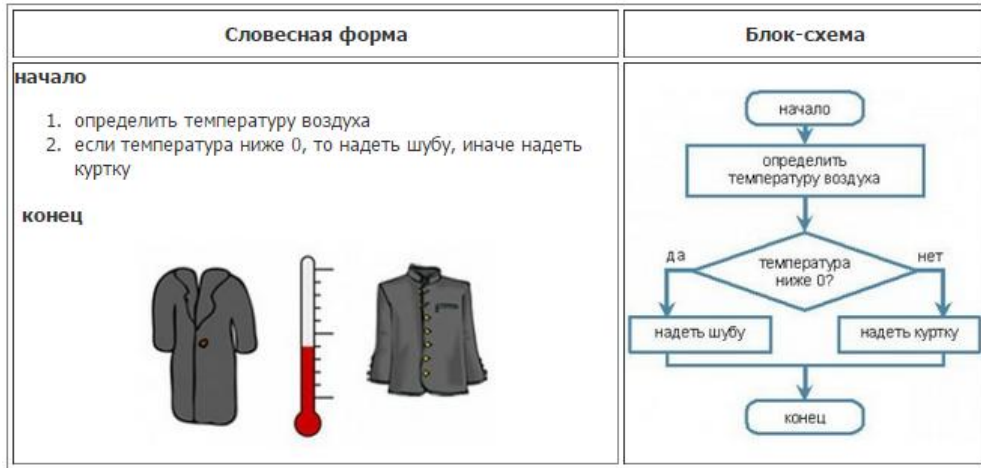 Словесная форма
Блок-схема
начало
1. определить температуру воздуха
2. если температура ниже 0, то надеть шубу, иначе надеть
куртку
конец
начало
определить
температуру воздуха
температура
ниже 0?
да
нет
надеть шубу
надеть куртку
конец